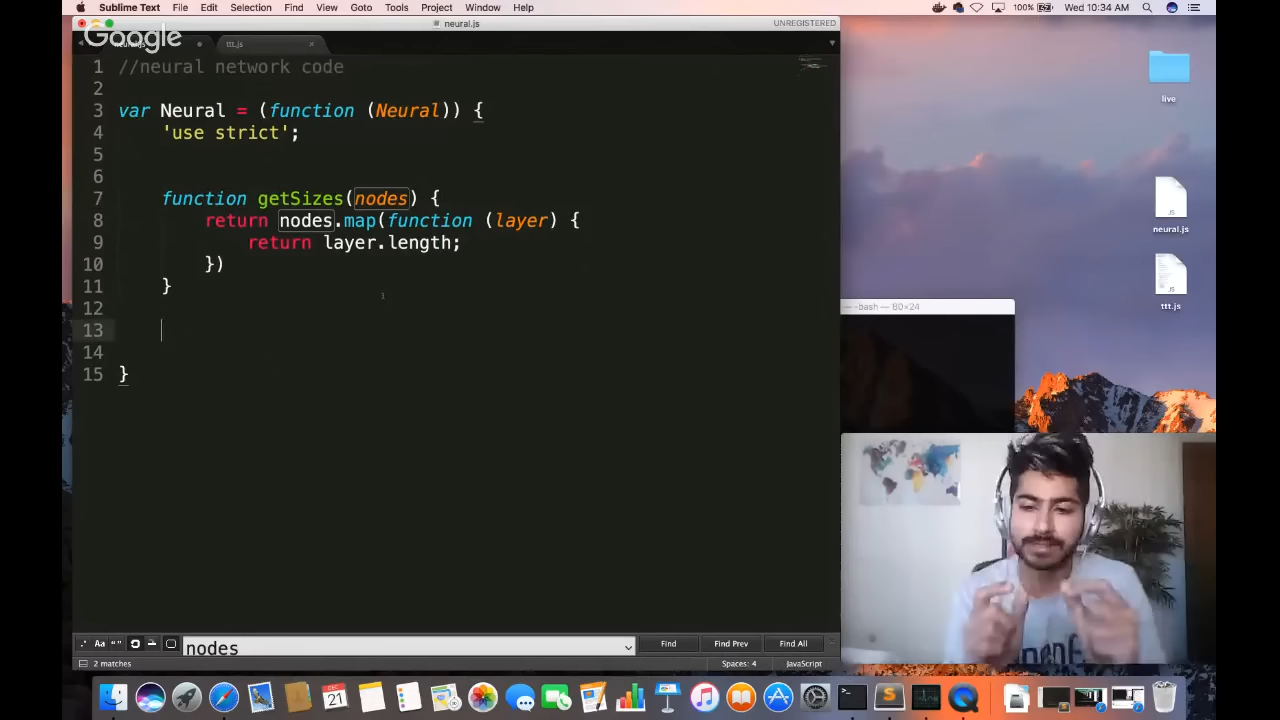 Sublime Text File Edit Selection Find View Goto Tools Project Window Help
100% Wed 10:34 AM
neural.js UNREGISTERED
Google
ttt.js
1 //neural network code
2
3 var Neural = (function (Neural)) {
4 'use strict';
5
6
7 function getSizes(nodes) {
8 return nodes.map(function (layer) {
9 return layer.length;
10 })
11 }
12
13
14
15 }
live
neural.js
ttt.js
— -bash — 80×24
.* Aa “”
nodes
Find Find Prev Find All
2 matches Spaces: 4 JavaScript
DEC
21